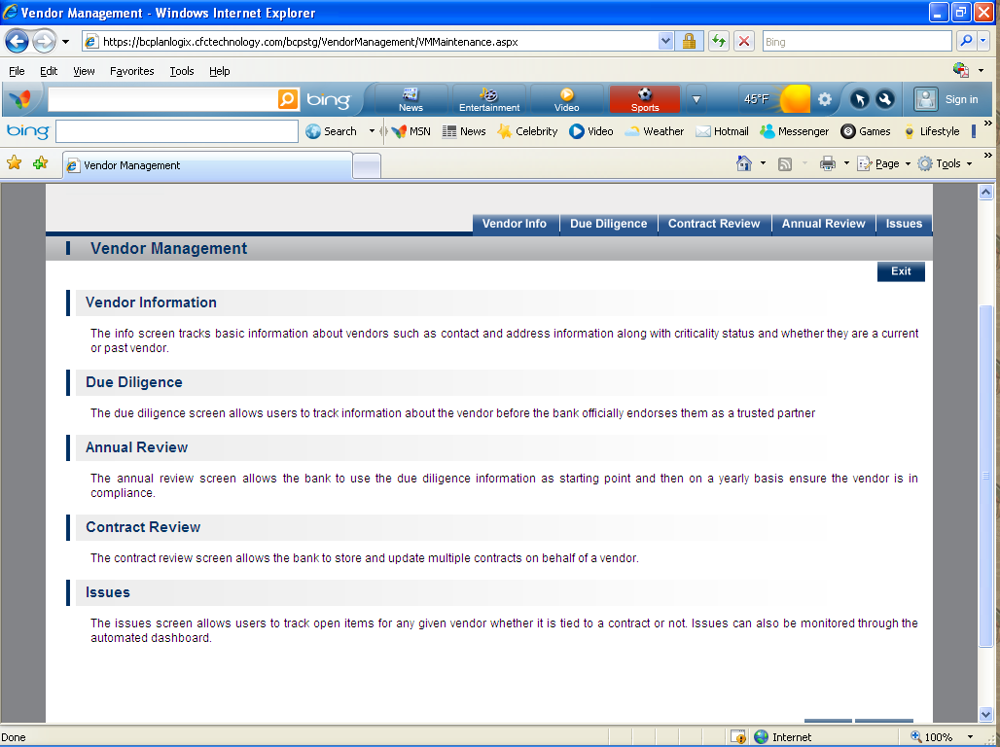 Vendor Management - Windows Internet Explorer
https://bcplanlogix.cfctechnology.com/bcpstg/VendorManagement/VMMaintenance.aspx
Bing
File Edit View Favorites Tools Help
bing News Entertainment Video Sports 45°F Sign in
bing Search MSN News Celebrity Video Weather Hotmail Messenger Games Lifestyle
Vendor Management Page Tools
Vendor Info Due Diligence Contract Review Annual Review Issues
Vendor Management
Exit
Vendor Information
The info screen tracks basic information about vendors such as contact and address information along with criticality status and whether they are a current
or past vendor.
Due Diligence
The due diligence screen allows users to track information about the vendor before the bank officially endorses them as a trusted partner
Annual Review
The annual review screen allows the bank to use the due diligence information as starting point and then on a yearly basis ensure the vendor is in
compliance.
Contract Review
The contract review screen allows the bank to store and update multiple contracts on behalf of a vendor.
Issues
The issues screen allows users to track open items for any given vendor whether it is tied to a contract or not. Issues can also be monitored through the
automated dashboard.
Done Internet 100%